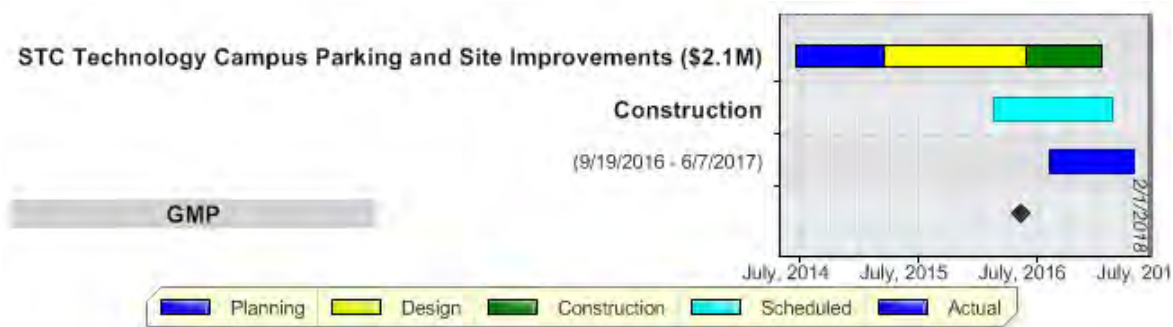 STC Technology Campus Parking and Site Improvements ($2.1M)
Construction
(9/19/2016 - 6/7/2017)
GMP
2/1/2018
July, 2014 July, 2015 July, 2016 July, 201
Planning Design Construction Scheduled Actual